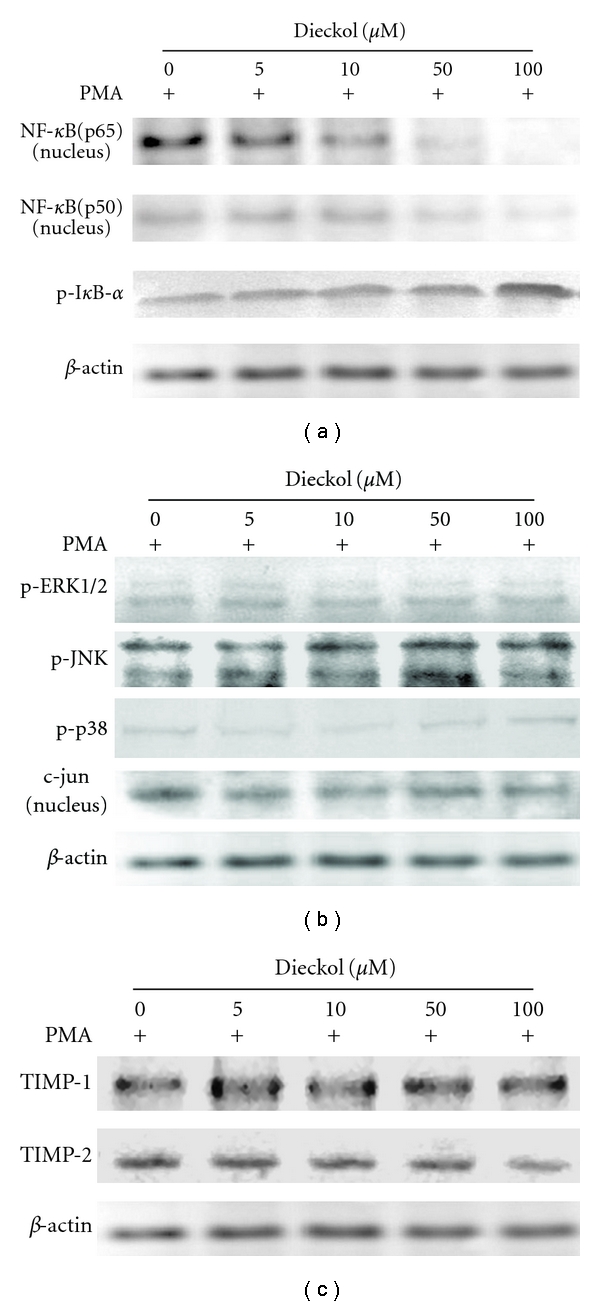 Dieckol (μM)
0 5 10 50 100
PMA + + + + +
NF-κB(p65)
(nucleus)
NF-κB(p50)
(nucleus)
p-IκB-α
β-actin
(a)
Dieckol (μM)
0 5 10 50 100
PMA + + + + +
p-ERK1/2
p-JNK
p-p38
c-jun
(nucleus)
β-actin
(b)
Dieckol (μM)
0 5 10 50 100
PMA + + + + +
TIMP-1
TIMP-2
β-actin
(c)